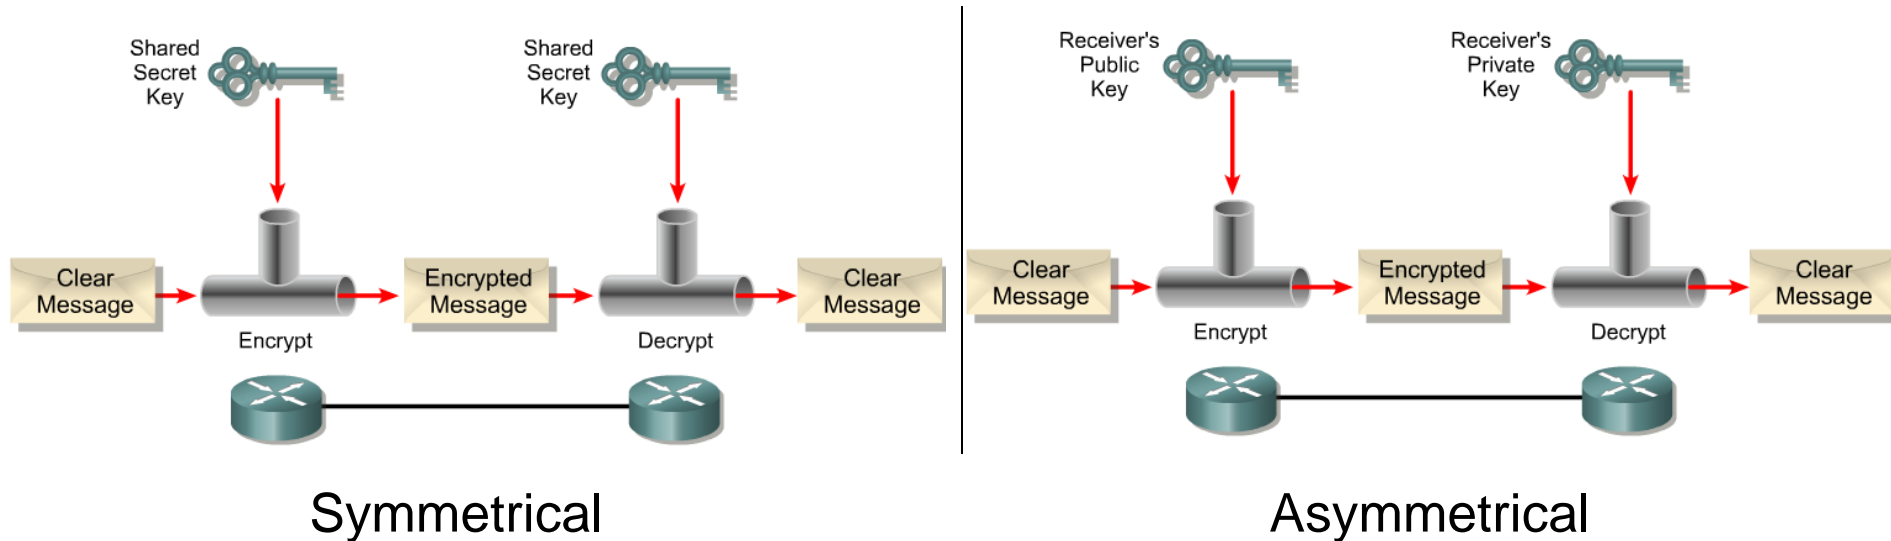 Shared
Secret
Key
Shared
Secret
Key
Clear
Message
Encrypt
Encrypted
Message
Decrypt
Clear
Message
Symmetrical
Receiver's
Public
Key
Receiver's
Private
Key
Clear
Message
Encrypt
Encrypted
Message
Decrypt
Clear
Message
Asymmetrical